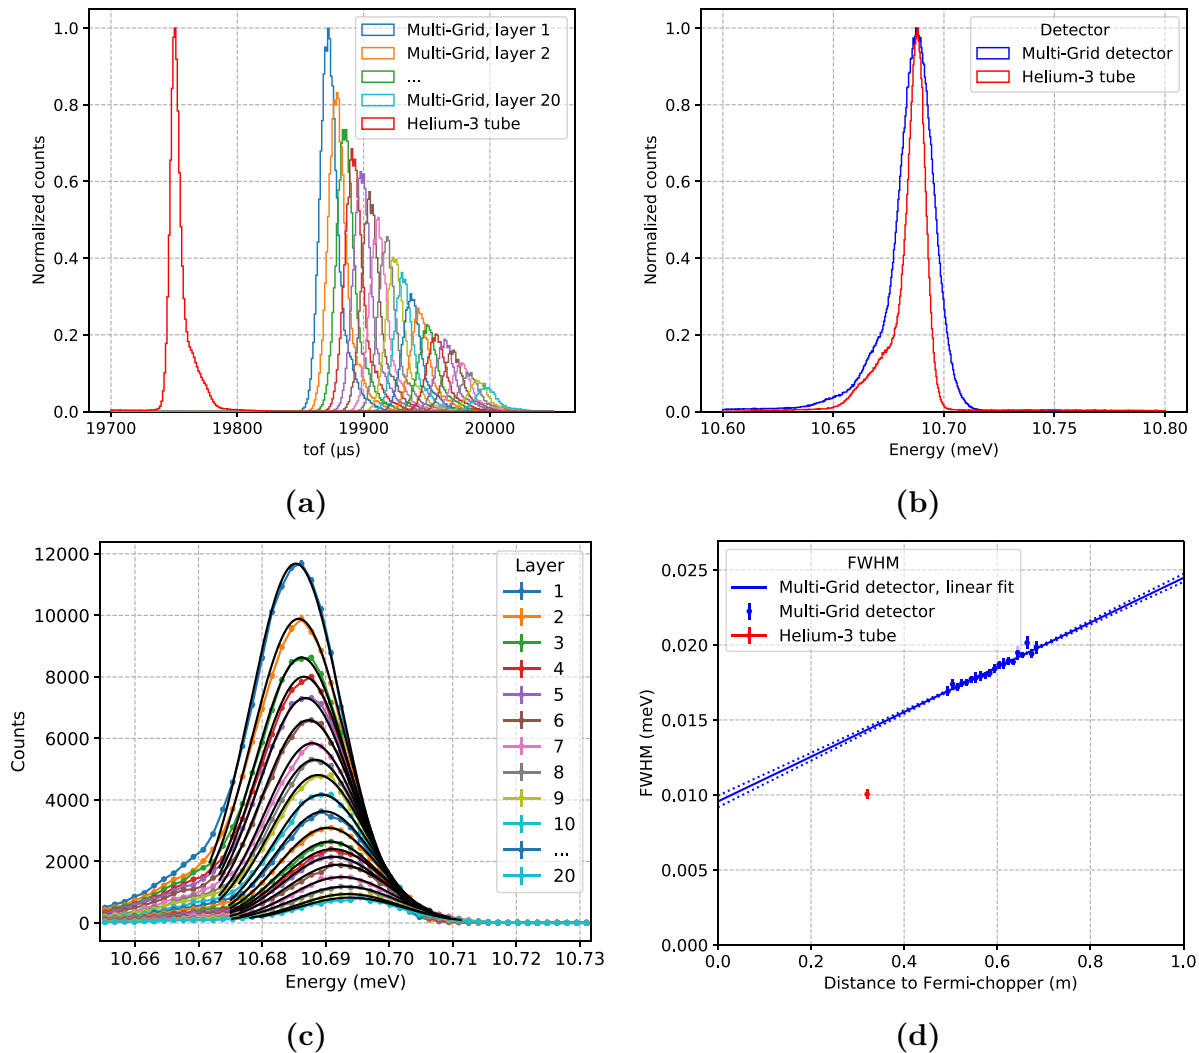 Normalized counts
1.0
0.8
0.6
0.4
0.2
0.0
19700
19800
19900
20000
tof (µs)
Multi-Grid, layer 1
Multi-Grid, layer 2
...
Multi-Grid, layer 20
Helium-3 tube
(a)
Normalized counts
1.0
0.8
0.6
0.4
0.2
0.0
10.60
10.65
10.70
10.75
10.80
Energy (meV)
Detector
Multi-Grid detector
Helium-3 tube
(b)
Counts
12000
10000
8000
6000
4000
2000
0
10.66
10.67
10.68
10.69
10.70
10.71
10.72
10.73
Energy (meV)
Layer
1
2
3
4
5
6
7
8
9
10
...
20
(c)
FWHM (meV)
0.025
0.020
0.015
0.010
0.005
0.000
0.0
0.2
0.4
0.6
0.8
1.0
Distance to Fermi-chopper (m)
FWHM
Multi-Grid detector, linear fit
Multi-Grid detector
Helium-3 tube
(d)